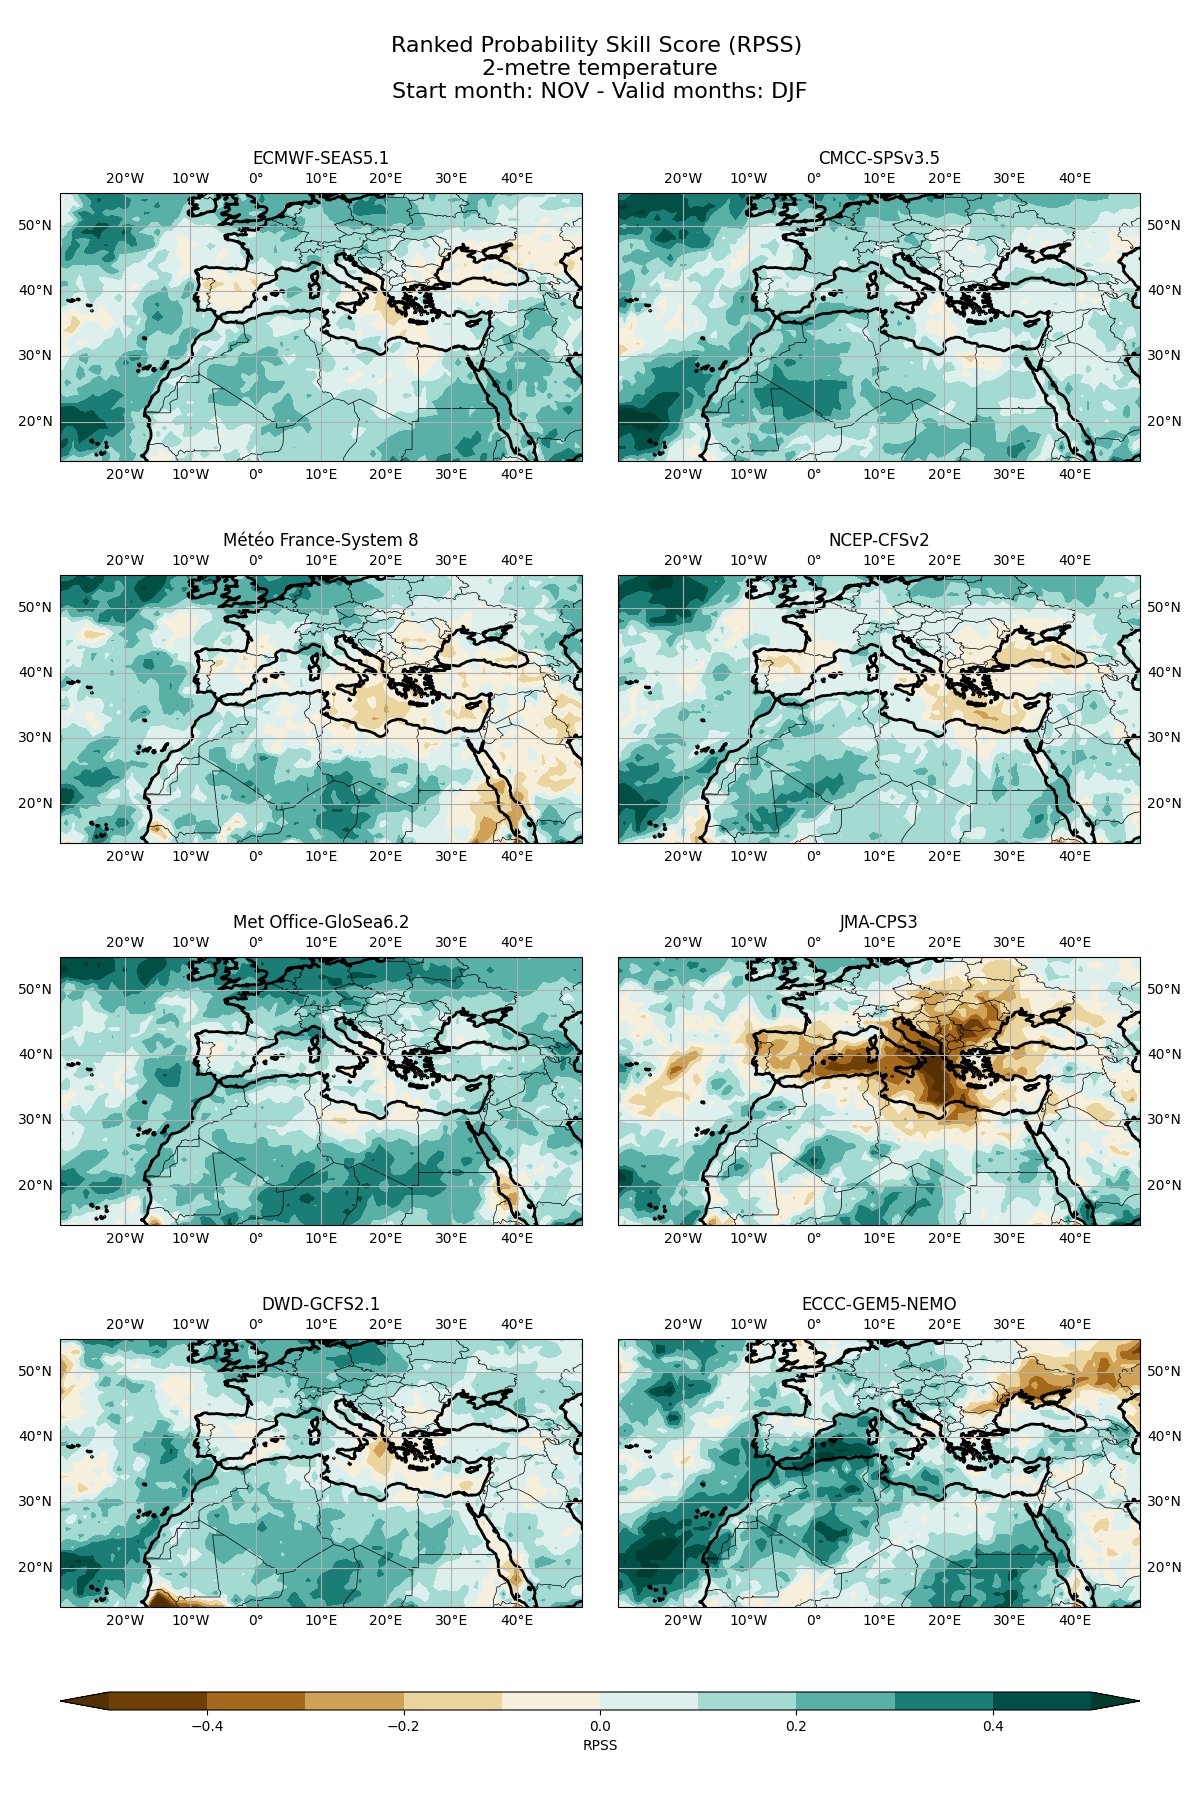 Ranked Probability Skill Score (RPSS)
2-metre temperature
Start month: NOV - Valid months: DJF
ECMWF-SEAS5.1
20°W 10°W 0° 10°E 20°E 30°E 40°E
50°N
40°N
30°N
20°N
20°W 10°W 0° 10°E 20°E 30°E 40°E
CMCC-SPSv3.5
20°W 10°W 0° 10°E 20°E 30°E 40°E
50°N
40°N
30°N
20°N
20°W 10°W 0° 10°E 20°E 30°E 40°E
Météo France-System 8
20°W 10°W 0° 10°E 20°E 30°E 40°E
50°N
40°N
30°N
20°N
20°W 10°W 0° 10°E 20°E 30°E 40°E
NCEP-CFSv2
20°W 10°W 0° 10°E 20°E 30°E 40°E
50°N
40°N
30°N
20°N
20°W 10°W 0° 10°E 20°E 30°E 40°E
Met Office-GloSea6.2
20°W 10°W 0° 10°E 20°E 30°E 40°E
50°N
40°N
30°N
20°N
20°W 10°W 0° 10°E 20°E 30°E 40°E
JMA-CPS3
20°W 10°W 0° 10°E 20°E 30°E 40°E
50°N
40°N
30°N
20°N
20°W 10°W 0° 10°E 20°E 30°E 40°E
DWD-GCFS2.1
20°W 10°W 0° 10°E 20°E 30°E 40°E
50°N
40°N
30°N
20°N
20°W 10°W 0° 10°E 20°E 30°E 40°E
ECCC-GEM5-NEMO
20°W 10°W 0° 10°E 20°E 30°E 40°E
50°N
40°N
30°N
20°N
20°W 10°W 0° 10°E 20°E 30°E 40°E
−0.4 −0.2 0.0 0.2 0.4
RPSS